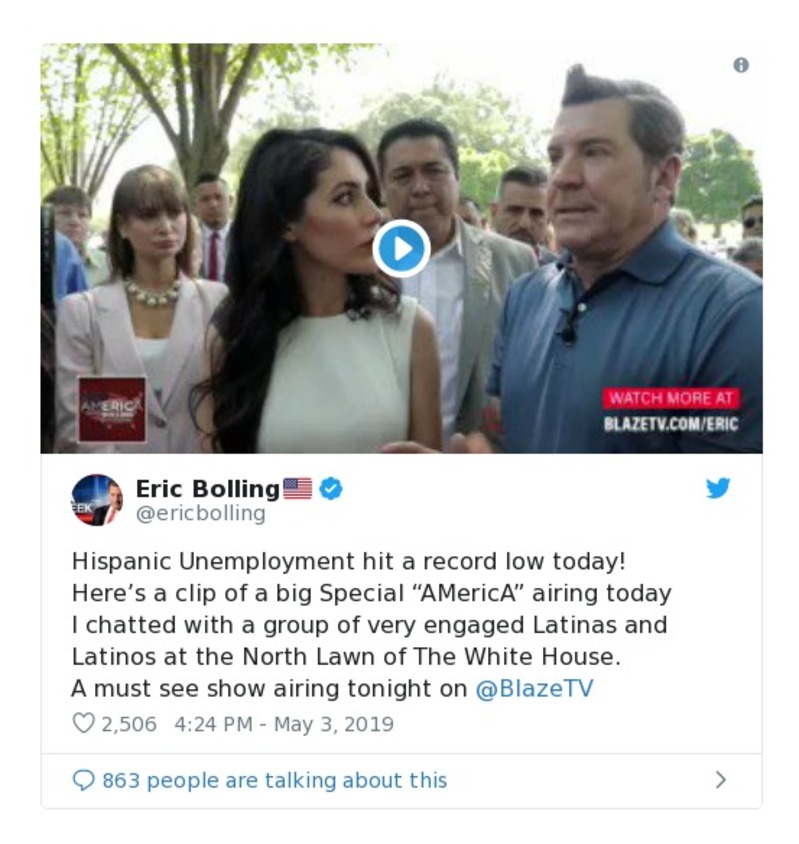 AMERICA
WATCH MORE AT
BLAZETV.COM/ERIC
EEK
Eric Bolling
@ericbolling
Hispanic Unemployment hit a record low today!
Here’s a clip of a big Special “AMericA” airing today
I chatted with a group of very engaged Latinas and
Latinos at the North Lawn of The White House.
A must see show airing tonight on @BlazeTV
2,506 4:24 PM - May 3, 2019
863 people are talking about this